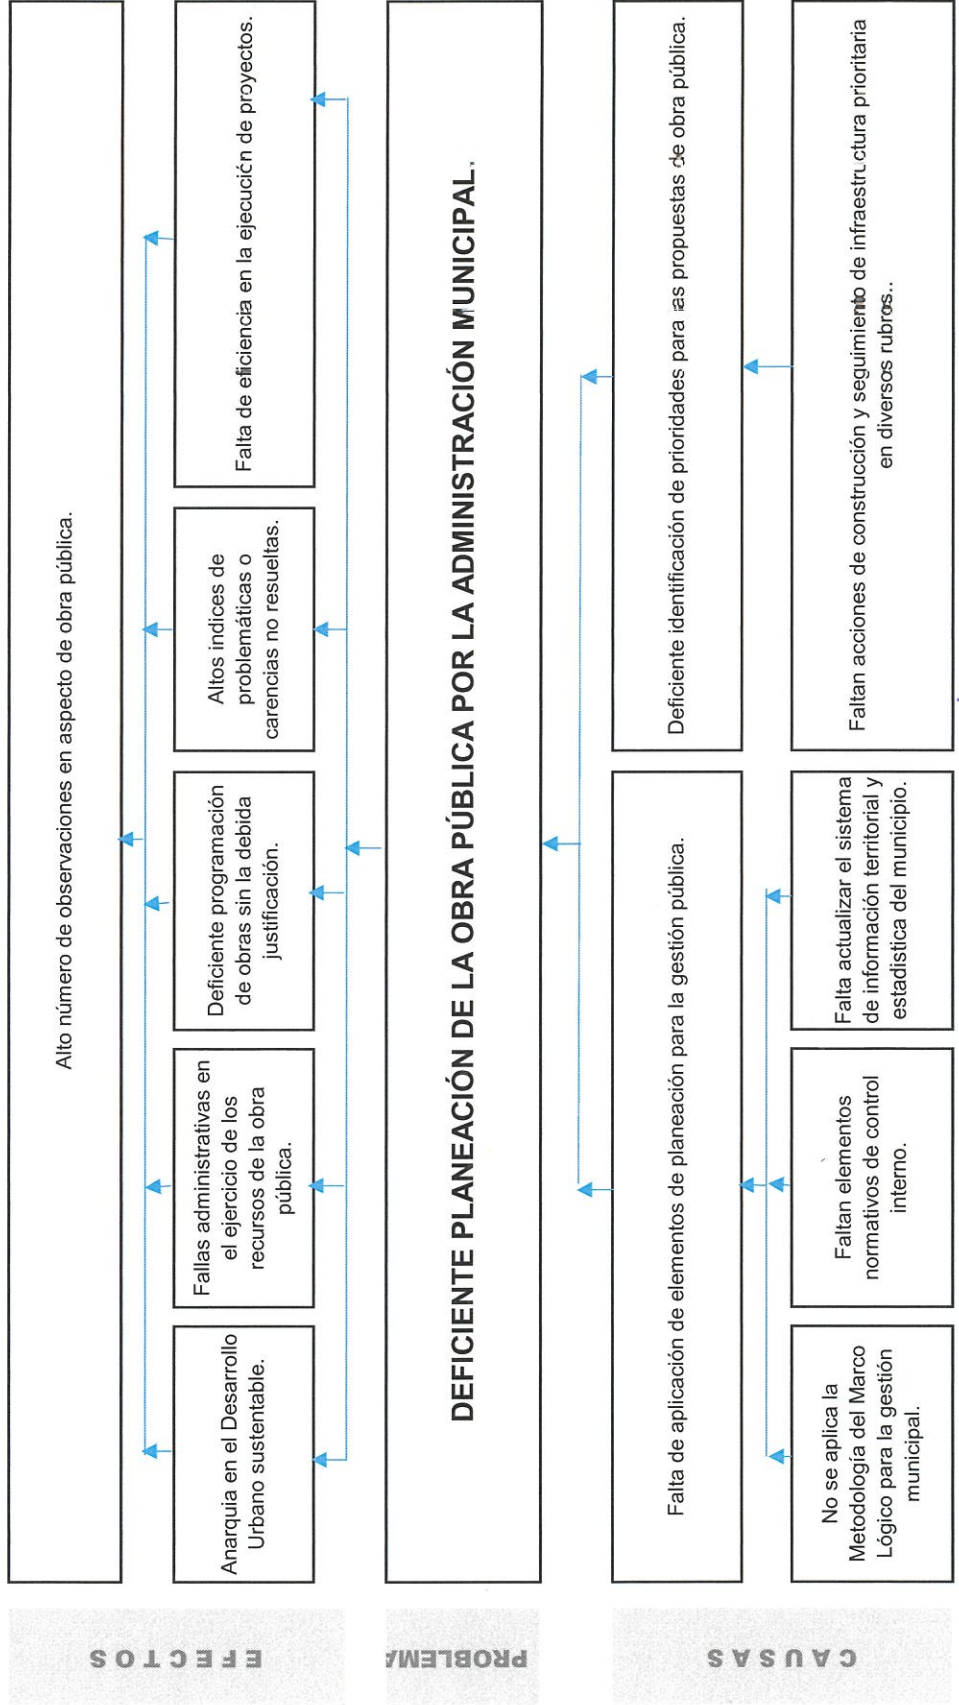 EFECTOS
Alto número de observaciones en aspecto de obra pública.
Anarquia en el Desarrollo
Urbano sustentable.
Fallas administrativas en
el ejercicio de los
recursos de la obra
pública.
Deficiente programación
de obras sin la debida
justificación.
Altos indices de
problemáticas o
carencias no resueltas.
Falta de eficiencia en la ejecución de proyectos.
PROBLEMA
DEFICIENTE PLANEACIÓN DE LA OBRA PÚBLICA POR LA ADMINISTRACIÓN MUNICIPAL.
CAUSAS
Falta de aplicación de elementos de planeación para la gestión pública.
Deficiente identificación de prioridades para las propuestas de obra pública.
No se aplica la
Metodología del Marco
Lógico para la gestión
municipal.
Faltan elementos
normativos de control
interno.
Falta actualizar el sistema
de información territorial y
estadistica del municipio.
Faltan acciones de construcción y seguimiento de infraestructura prioritaria
en diversos rubros..